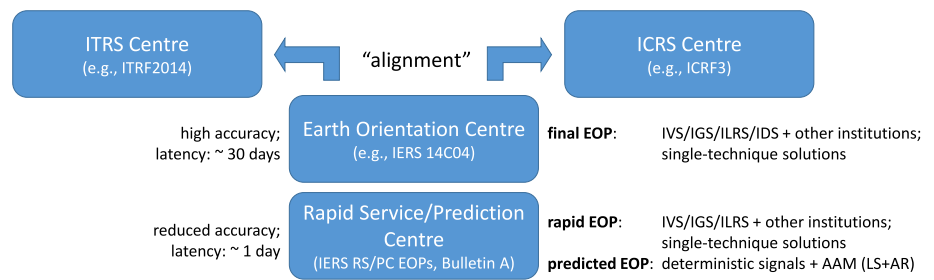 ITRS Centre
(e.g., ITRF2014)
“alignment”
ICRS Centre
(e.g., ICRF3)
high accuracy;
latency: ~ 30 days
Earth Orientation Centre
(e.g., IERS 14C04)
final EOP: IVS/IGS/ILRS/IDS + other institutions;
single-technique solutions
reduced accuracy;
latency: ~ 1 day
Rapid Service/Prediction
Centre
(IERS RS/PC EOPs, Bulletin A)
rapid EOP: IVS/IGS/ILRS + other institutions;
single-technique solutions
predicted EOP: deterministic signals + AAM (LS+AR)